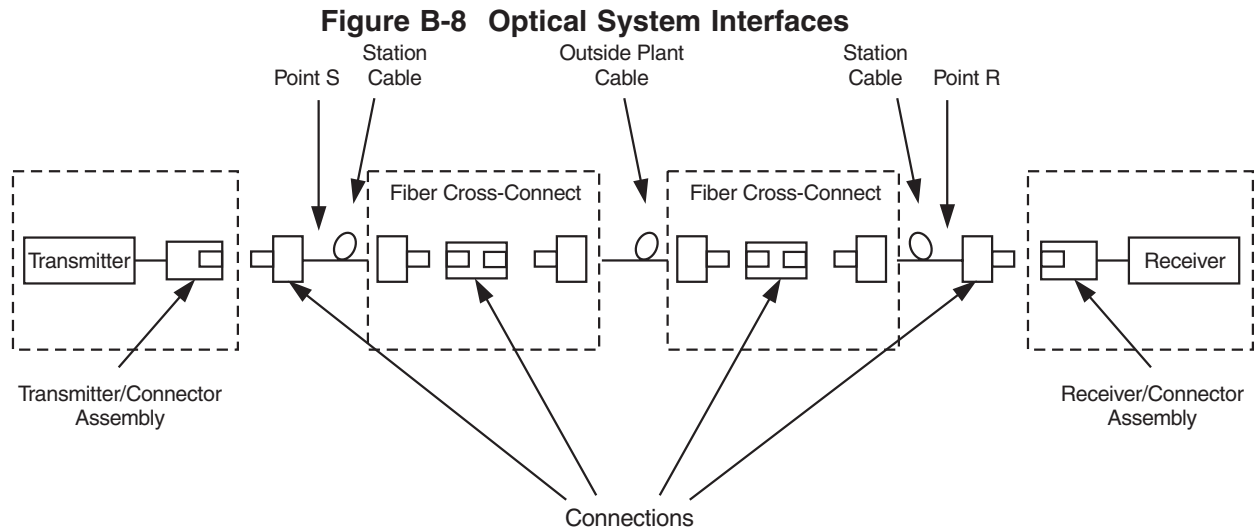 Figure B-8 Optical System Interfaces
Point S
Station
Cable
Outside Plant
Cable
Station
Cable
Point R
Fiber Cross-Connect
Fiber Cross-Connect
Transmitter
Receiver
Transmitter/Connector
Assembly
Receiver/Connector
Assembly
Connections